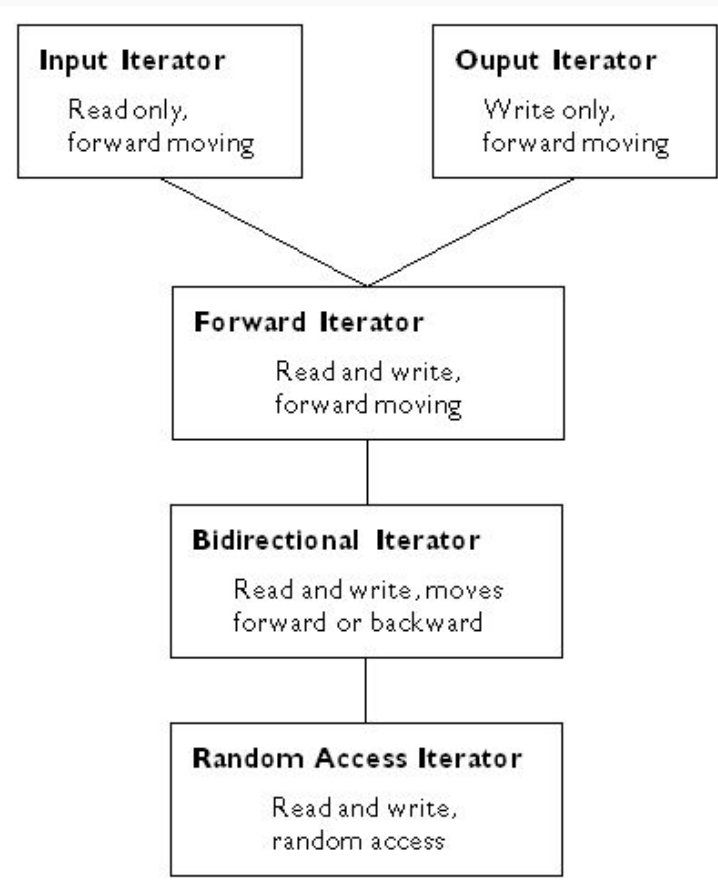 Input Iterator
Read only,
forward moving
Ouput Iterator
Write only,
forward moving
Forward Iterator
Read and write,
forward moving
Bidirectional Iterator
Read and write, moves
forward or backward
Random Access Iterator
Read and write,
random access